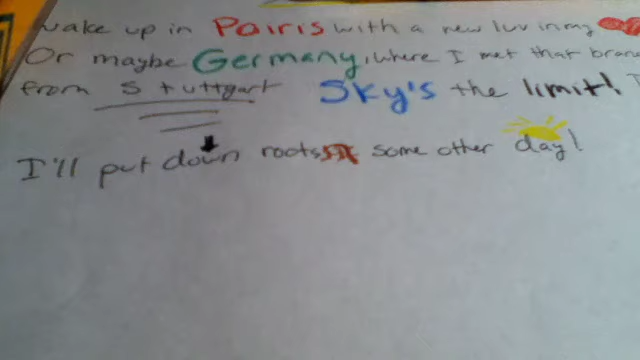 wake up in Pairis with a new luv in my
Or maybe Germany, where I met that
from Stuttgart Sky's the limit!
I'll put down roots some other day!